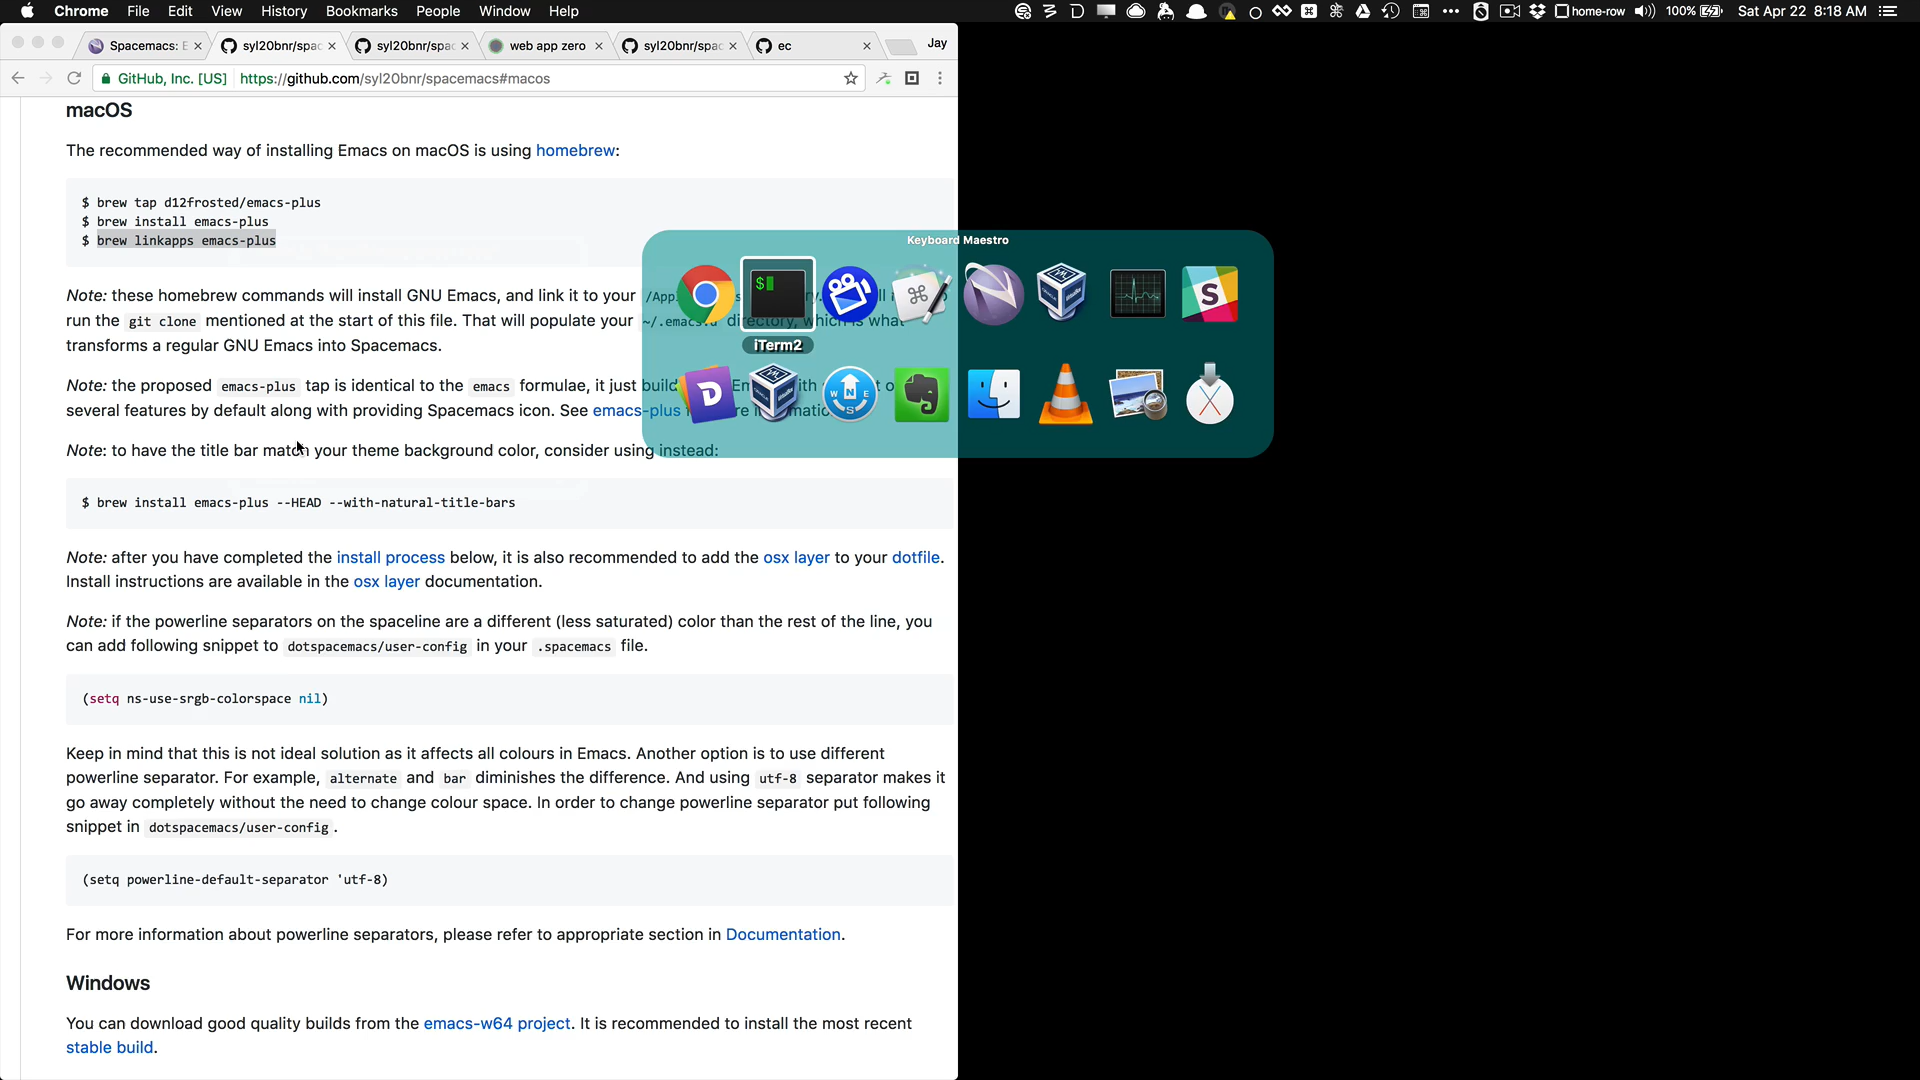 Chrome File Edit View History Bookmarks People Window Help
home-row 100% Sat Apr 22 8:18 AM
Spacemacs: E
syl20bnr/spac
syl20bnr/spac
web app zero
syl20bnr/spac
ec
Jay
GitHub, Inc. [US] https://github.com/syl20bnr/spacemacs#macos
macOS
The recommended way of installing Emacs on macOS is using homebrew:
$ brew tap d12frosted/emacs-plus
$ brew install emacs-plus
$ brew linkapps emacs-plus
Keyboard Maestro
iTerm2
Note: these homebrew commands will install GNU Emacs, and link it to your
run the git clone mentioned at the start of this file. That will populate your ~/.emacs.d directory, which is what
transforms a regular GNU Emacs into Spacemacs.
Note: the proposed emacs-plus tap is identical to the emacs formulae, it just
several features by default along with providing Spacemacs icon. See emacs-plus
Note: to have the title bar match your theme background color, consider using instead:
$ brew install emacs-plus --HEAD --with-natural-title-bars
Note: after you have completed the install process below, it is also recommended to add the osx layer to your dotfile.
Install instructions are available in the osx layer documentation.
Note: if the powerline separators on the spaceline are a different (less saturated) color than the rest of the line, you
can add following snippet to dotspacemacs/user-config in your .spacemacs file.
(setq ns-use-srgb-colorspace nil)
Keep in mind that this is not ideal solution as it affects all colours in Emacs. Another option is to use different
powerline separator. For example, alternate and bar diminishes the difference. And using utf-8 separator makes it
go away completely without the need to change colour space. In order to change powerline separator put following
snippet in dotspacemacs/user-config.
(setq powerline-default-separator 'utf-8)
For more information about powerline separators, please refer to appropriate section in Documentation.
Windows
You can download good quality builds from the emacs-w64 project. It is recommended to install the most recent
stable build.